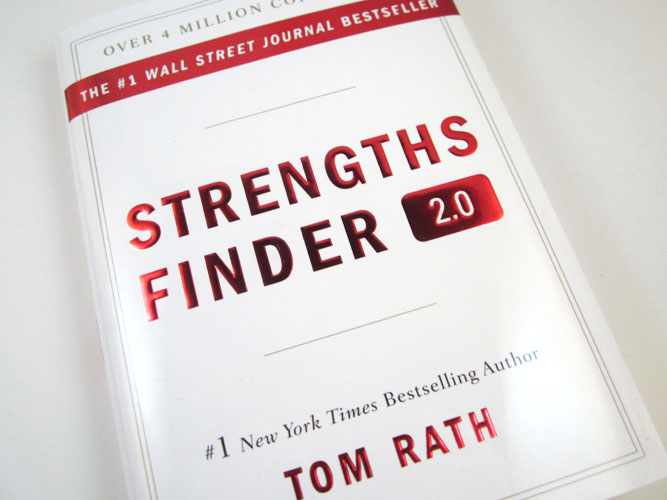 OVER 4 MILLION
THE #1 WALL STREET JOURNAL BESTSELLER
STRENGTHS
FINDER 2.0
#1 New York Times Bestselling Author
TOM RATH